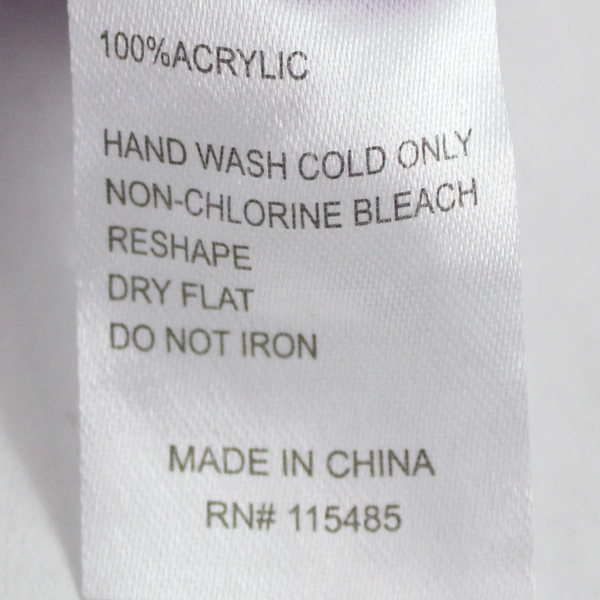 100%ACRYLIC
HAND WASH COLD ONLY
NON-CHLORINE BLEACH
RESHAPE
DRY FLAT
DO NOT IRON
MADE IN CHINA
RN# 115485